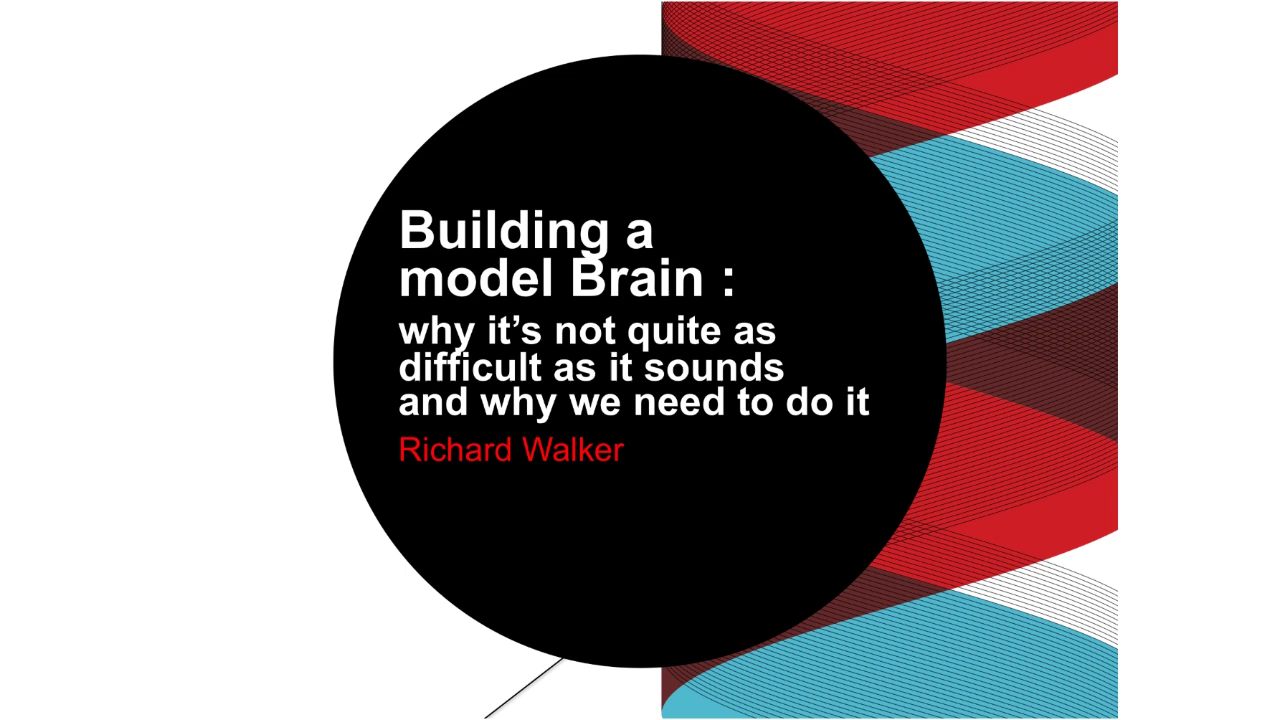 Building a
model Brain :
why it’s not quite as
difficult as it sounds
and why we need to do it
Richard Walker